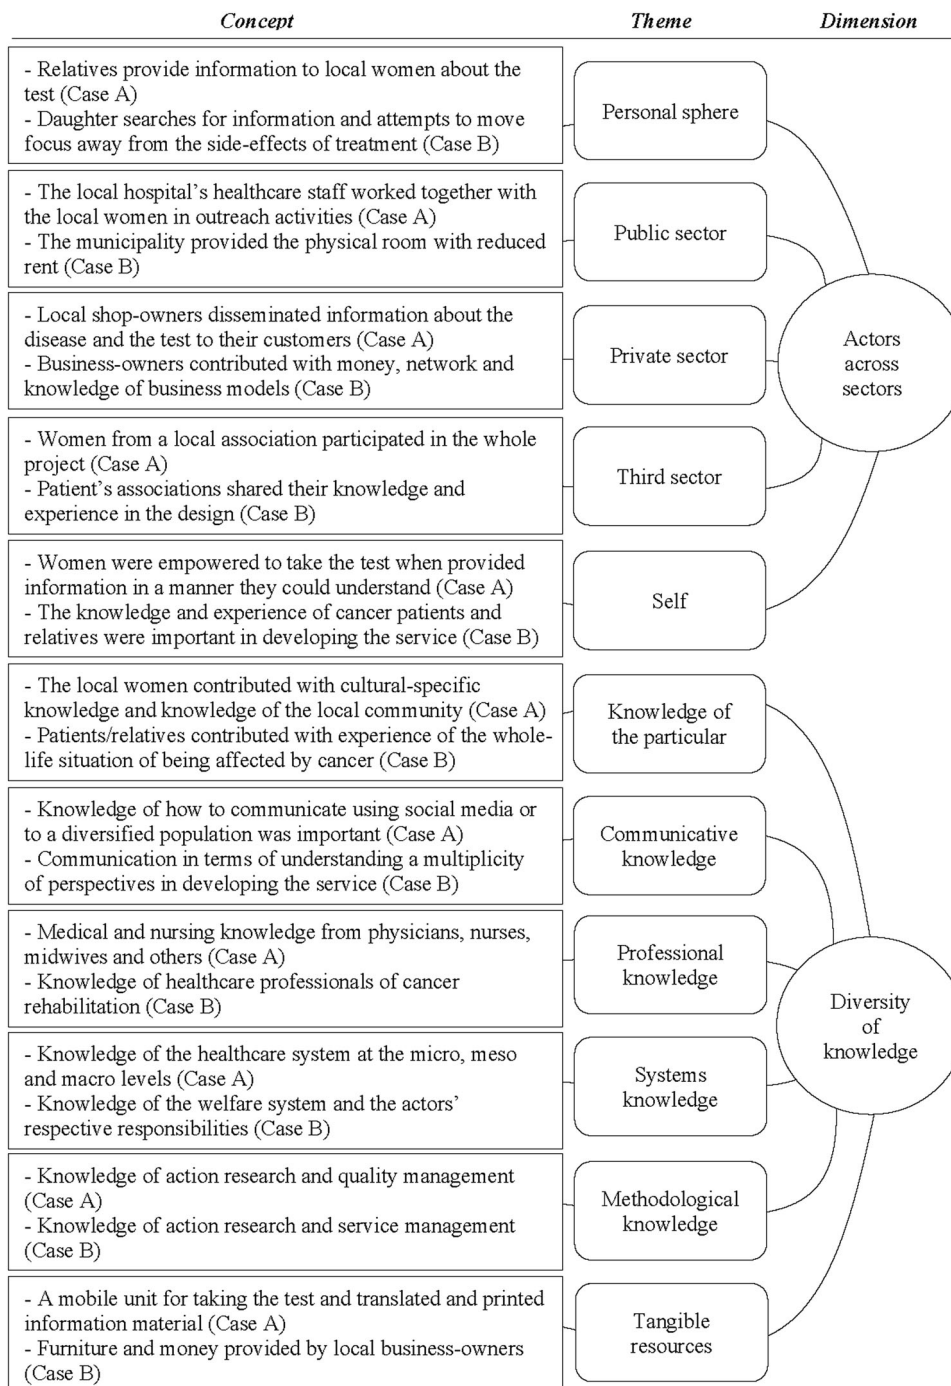 Concept Theme Dimension
- Relatives provide information to local women about the
test (Case A)
- Daughter searches for information and attempts to move
focus away from the side-effects of treatment (Case B)
Personal sphere
- The local hospital's healthcare staff worked together with
the local women in outreach activities (Case A)
- The municipality provided the physical room with reduced
rent (Case B)
Public sector
- Local shop-owners disseminated information about the
disease and the test to their customers (Case A)
- Business-owners contributed with money, network and
knowledge of business models (Case B)
Private sector
- Women from a local association participated in the whole
project (Case A)
- Patient's associations shared their knowledge and
experience in the design (Case B)
Third sector
- Women were empowered to take the test when provided
information in a manner they could understand (Case A)
- The knowledge and experience of cancer patients and
relatives were important in developing the service (Case B)
Self
Actors
across
sectors
- The local women contributed with cultural-specific
knowledge and knowledge of the local community (Case A)
- Patients/relatives contributed with experience of the whole-
life situation of being affected by cancer (Case B)
Knowledge of
the particular
- Knowledge of how to communicate using social media or
to a diversified population was important (Case A)
- Communication in terms of understanding a multiplicity
of perspectives in developing the service (Case B)
Communicative
knowledge
- Medical and nursing knowledge from physicians, nurses,
midwives and others (Case A)
- Knowledge of healthcare professionals of cancer
rehabilitation (Case B)
Professional
knowledge
- Knowledge of the healthcare system at the micro, meso
and macro levels (Case A)
- Knowledge of the welfare system and the actors'
respective responsibilities (Case B)
Systems
knowledge
- Knowledge of action research and quality management
(Case A)
- Knowledge of action research and service management
(Case B)
Methodological
knowledge
- A mobile unit for taking the test and translated and printed
information material (Case A)
- Furniture and money provided by local business-owners
(Case B)
Tangible
resources
Diversity
of
knowledge